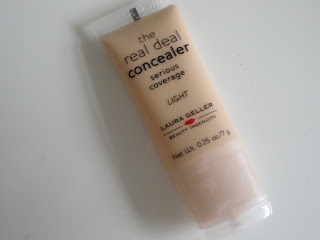 the
real deal
concealer
serious
coverage
LIGHT
LAURA GELLER
BEAUTY INGENUITY
Net Wt. 0.25 oz./7 g